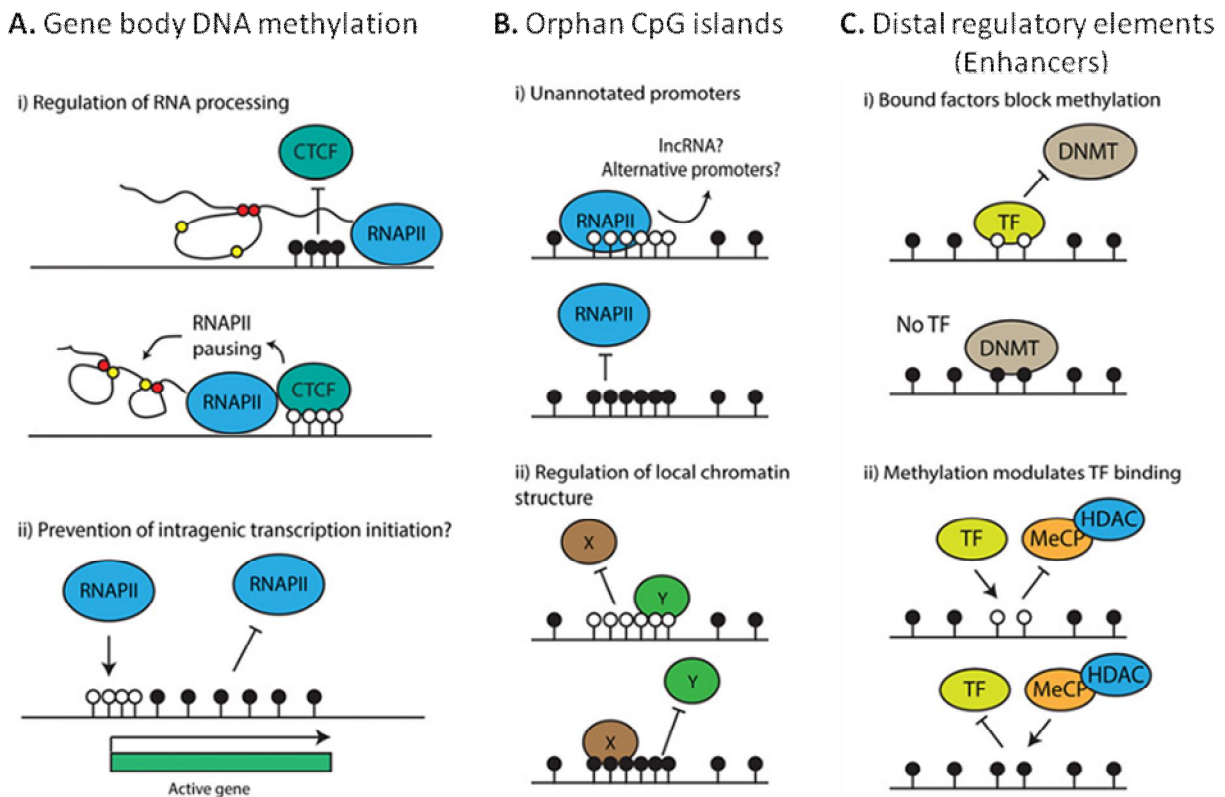 A. Gene body DNA methylation
i) Regulation of RNA processing
CTCF
RNAPII
RNAPII
pausing
RNAPII
CTCF
ii) Prevention of intragenic transcription initiation?
RNAPII
RNAPII
Active gene
B. Orphan CpG islands
i) Unannotated promoters
lncRNA?
Alternative promoters?
RNAPII
RNAPII
ii) Regulation of local chromatin
structure
X
Y
Y
X
C. Distal regulatory elements
(Enhancers)
i) Bound factors block methylation
DNMT
TF
No TF
DNMT
ii) Methylation modulates TF binding
TF
MeCP
HDAC
TF
MeCP
HDAC